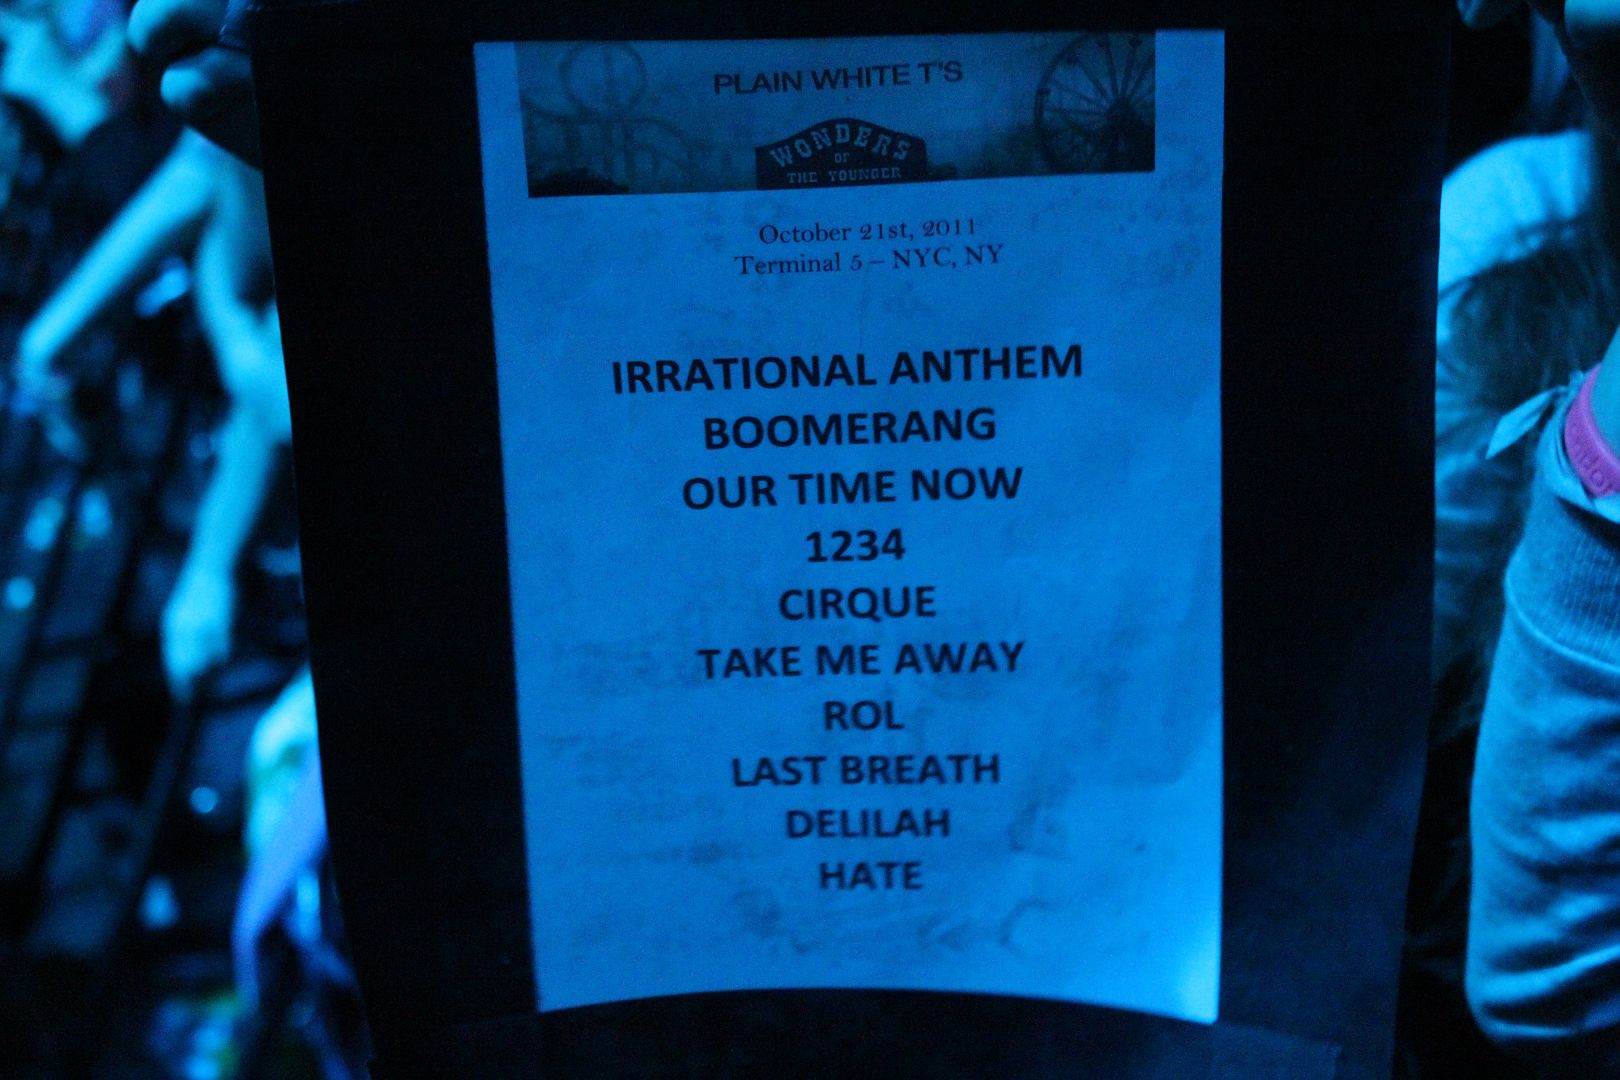 PLAIN WHITE T'S
WONDERS
OF
THE YOUNGER
October 21st, 2011
Terminal 5 – NYC, NY
IRRATIONAL ANTHEM
BOOMERANG
OUR TIME NOW
1234
CIRQUE
TAKE ME AWAY
ROL
LAST BREATH
DELILAH
HATE